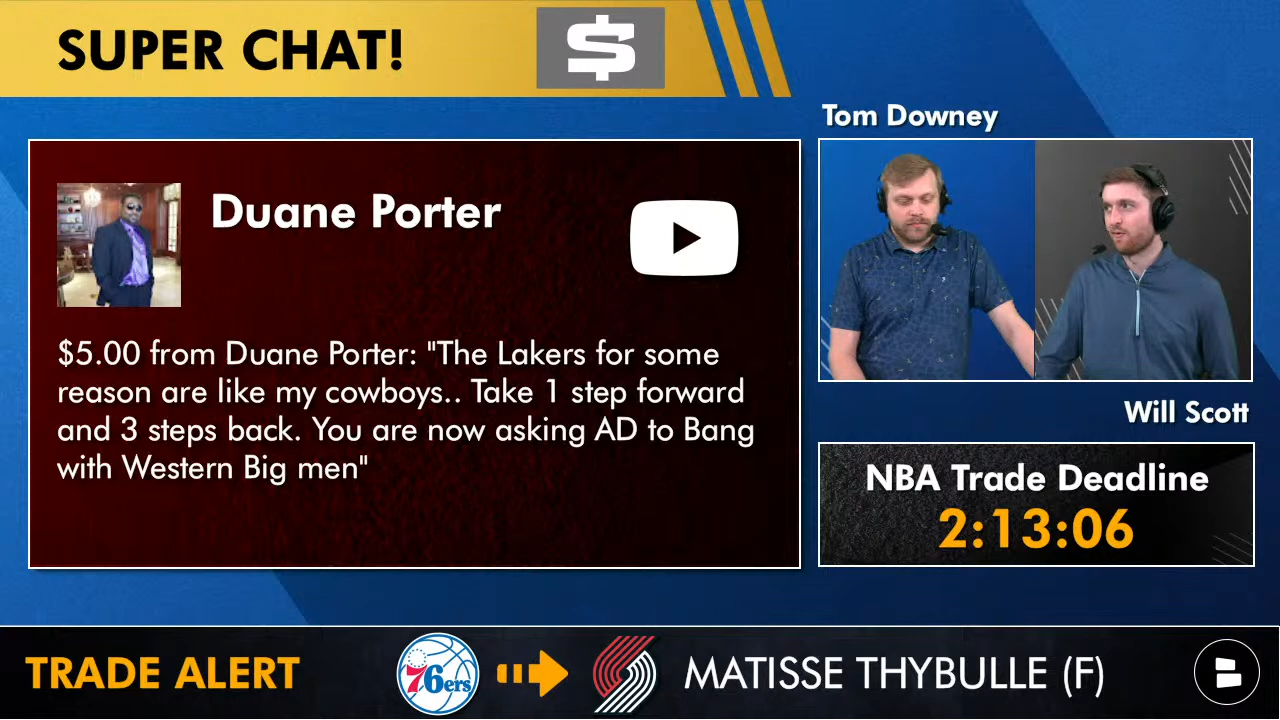 SUPER CHAT!
$
Tom Downey
Duane Porter
$5.00 from Duane Porter: "The Lakers for some
reason are like my cowboys.. Take 1 step forward
and 3 steps back. You are now asking AD to Bang
with Western Big men"
Will Scott
NBA Trade Deadline
2:13:06
TRADE ALERT
76ers
MATISSE THYBULLE (F)